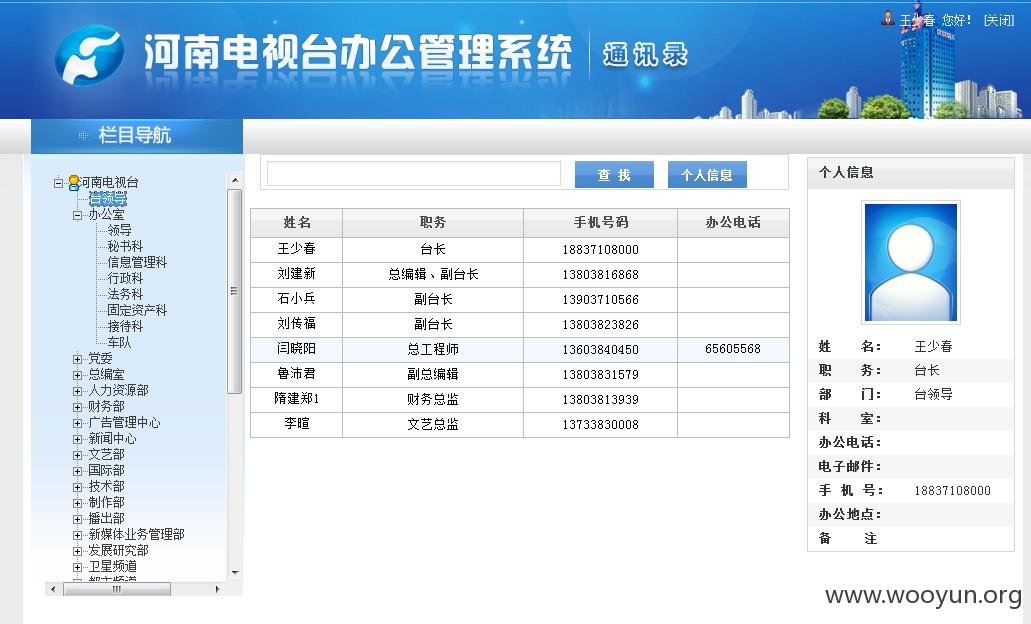 王少春 您好! [关闭]
河南电视台办公管理系统 通讯录
栏目导航
河南电视台
台领导
办公室
领导
秘书科
信息管理科
行政科
法务科
固定资产科
接待科
车队
党委
总编室
人力资源部
财务部
广告管理中心
新闻中心
文艺部
国际部
技术部
制作部
播出部
新媒体业务管理部
发展研究部
卫星频道
都市频道
查 找 个人信息
姓名 职务 手机号码 办公电话
王少春 台长 18837108000
刘建新 总编辑、副台长 13803816868
石小兵 副台长 13903710566
刘传福 副台长 13803823826
闫晓阳 总工程师 13603840450 65605568
鲁沛君 副总编辑 13803831579
隋建郑1 财务总监 13803813939
李暄 文艺总监 13733830008
个人信息
姓 名: 王少春
职 务: 台长
部 门: 台领导
科 室:
办公电话:
电子邮件:
手 机 号: 18837108000
办公地点:
备 注
www.wooyun.org